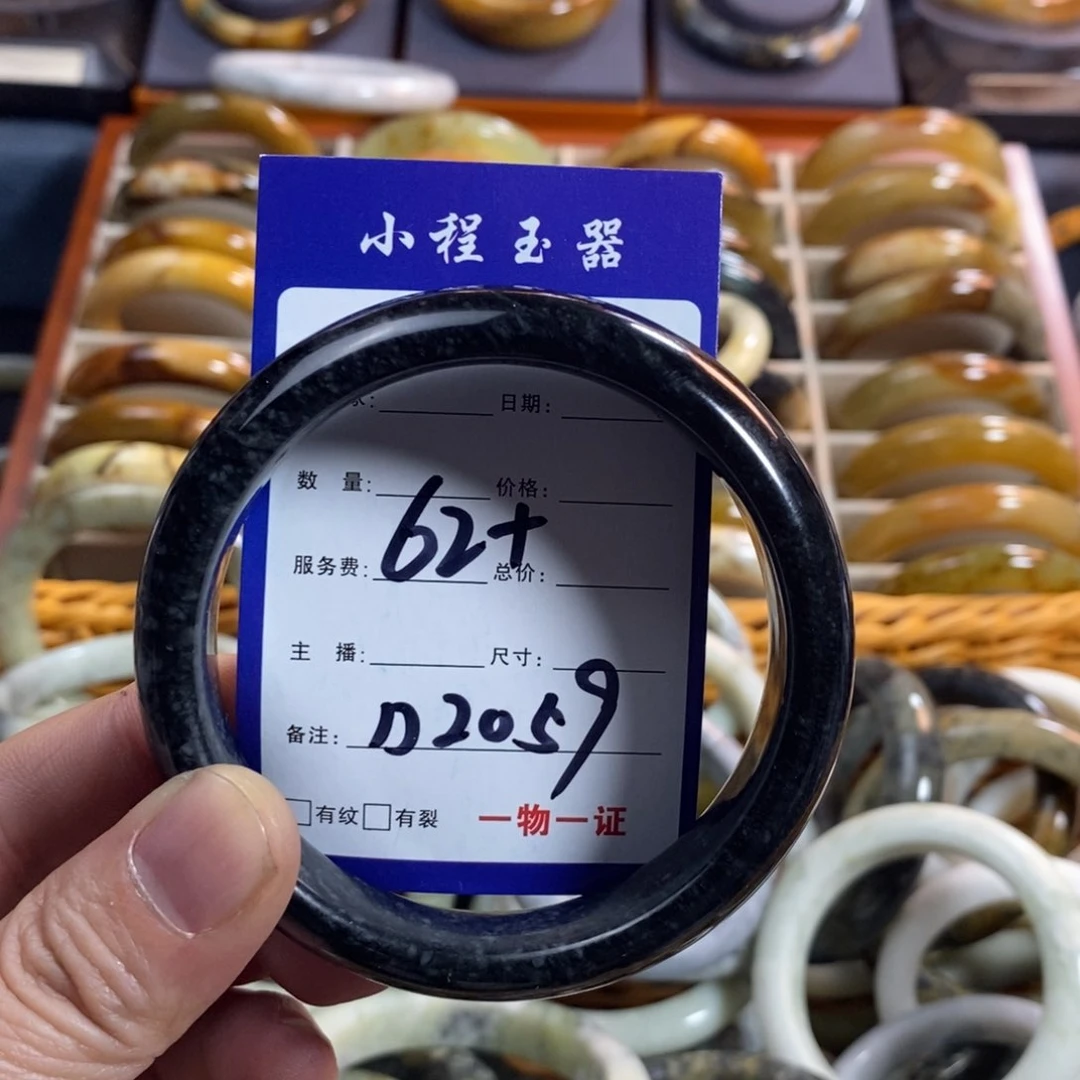 小程玉器
日期:
数 量: 价格:
62+
服务费: 总价:
主 播: 尺寸:
备注: D2059
有纹 有裂 一物一证